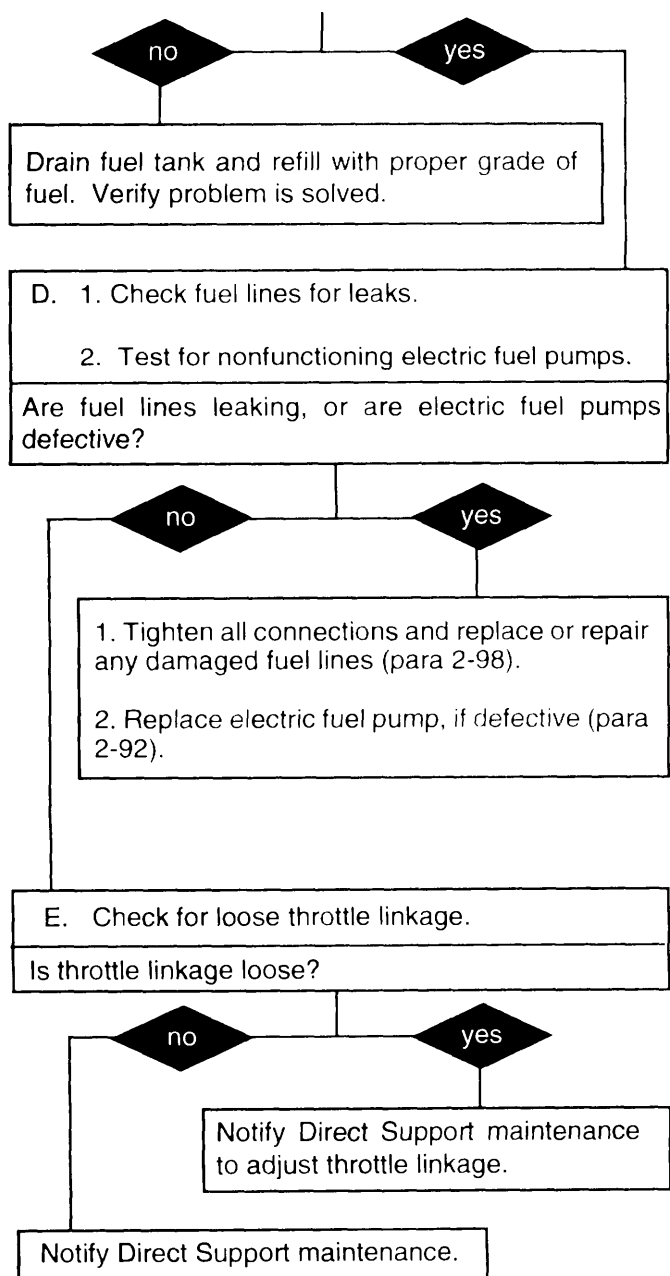 no yes
Drain fuel tank and refill with proper grade of
fuel. Verify problem is solved.
D. 1. Check fuel lines for leaks.
2. Test for nonfunctioning electric fuel pumps.
Are fuel lines leaking, or are electric fuel pumps
defective?
no yes
1. Tighten all connections and replace or repair
any damaged fuel lines (para 2-98).
2. Replace electric fuel pump, if defective (para
2-92).
E. Check for loose throttle linkage.
Is throttle linkage loose?
no yes
Notify Direct Support maintenance
to adjust throttle linkage.
Notify Direct Support maintenance.